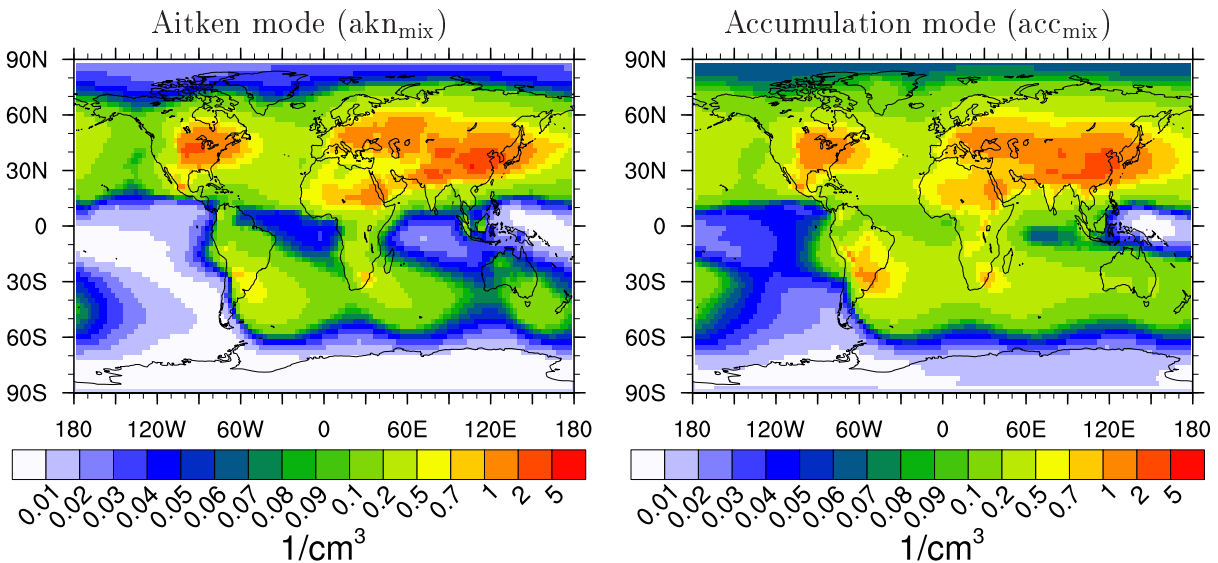 Aitken mode (akn_mix)
Accumulation mode (acc_mix)
90N
60N
30N
0
30S
60S
90S
180 120W 60W 0 60E 120E 180
0.01 0.02 0.03 0.04 0.05 0.06 0.07 0.08 0.09 0.1 0.2 0.5 0.7 1 2 5
1/cm³
90N
60N
30N
0
30S
60S
90S
180 120W 60W 0 60E 120E 180
0.01 0.02 0.03 0.04 0.05 0.06 0.07 0.08 0.09 0.1 0.2 0.5 0.7 1 2 5
1/cm³